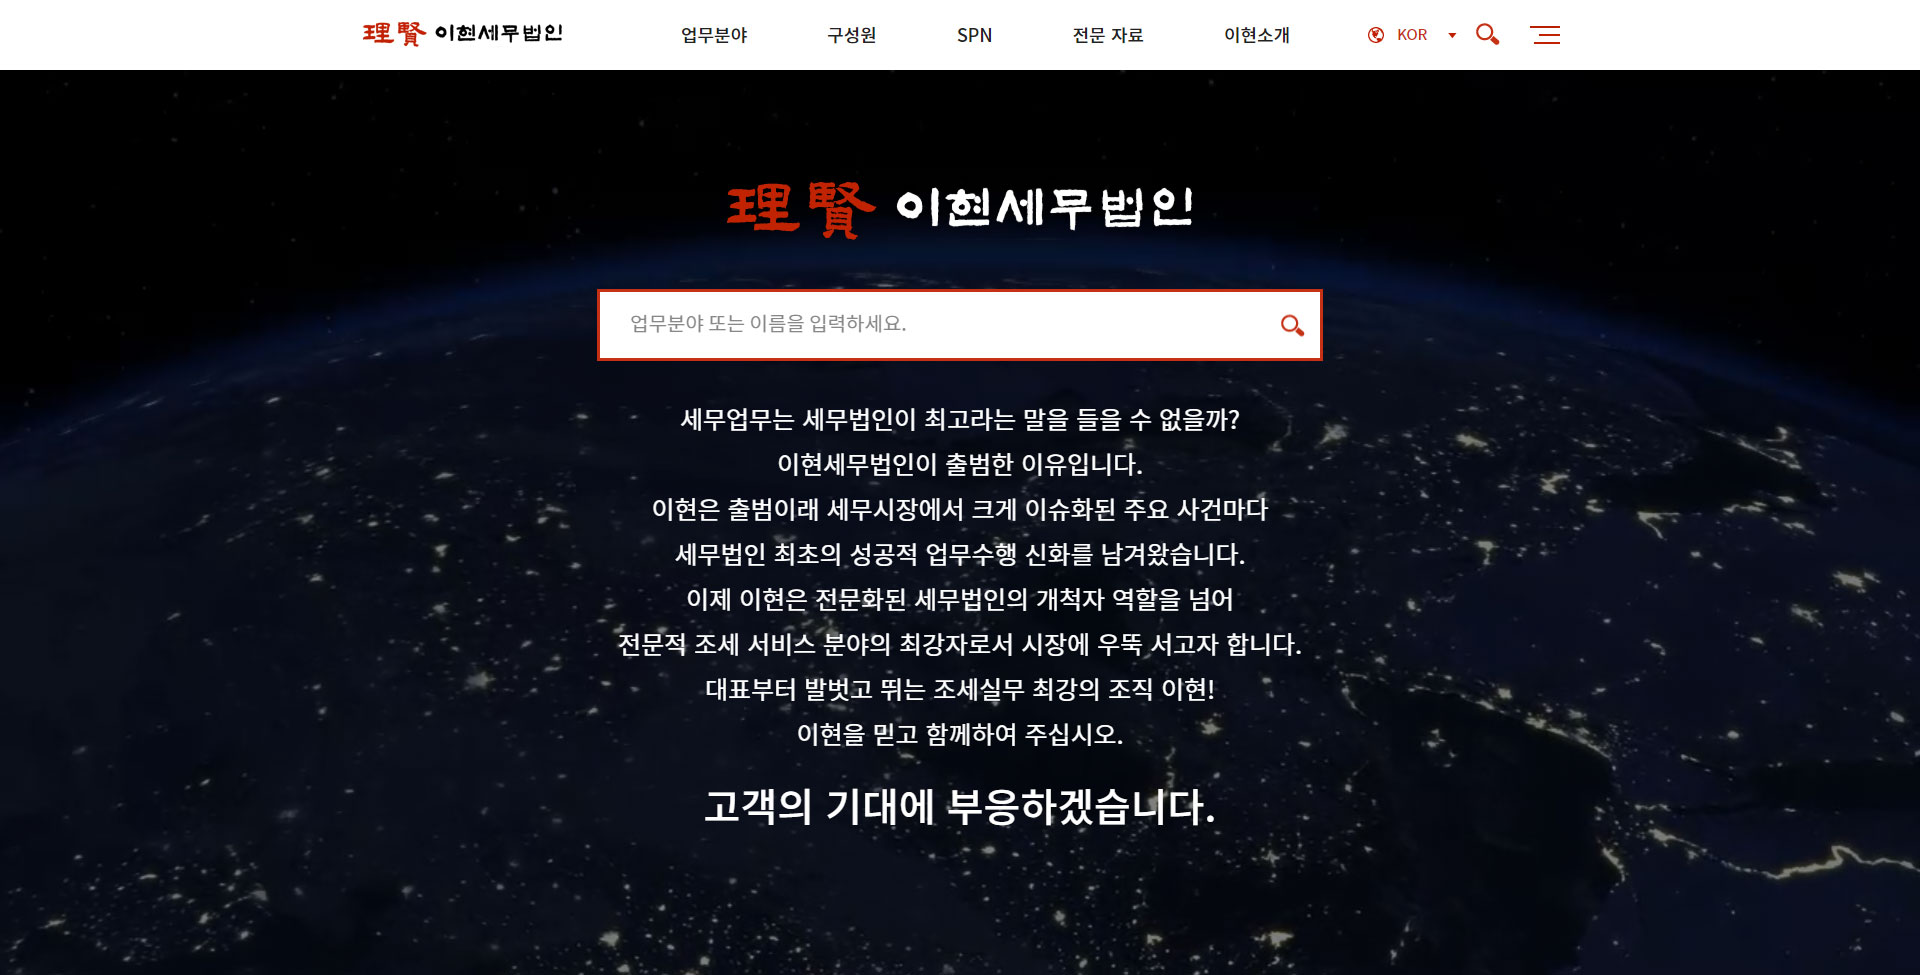 理賢 이현세무법인
업무분야 구성원 SPN 전문 자료 이현소개 KOR
理賢 이현세무법인
업무분야 또는 이름을 입력하세요.
세무업무는 세무법인이 최고라는 말을 들을 수 없을까?
이현세무법인이 출범한 이유입니다.
이현은 출범이래 세무시장에서 크게 이슈화된 주요 사건마다
세무법인 최초의 성공적 업무수행 신화를 남겨왔습니다.
이제 이현은 전문화된 세무법인의 개척자 역할을 넘어
전문적 조세 서비스 분야의 최강자로서 시장에 우뚝 서고자 합니다.
대표부터 발벗고 뛰는 조세실무 최강의 조직 이현!
이현을 믿고 함께하여 주십시오.
고객의 기대에 부응하겠습니다.